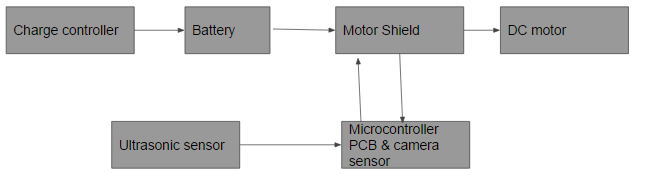 Charge controller
Battery
Motor Shield
DC motor
Ultrasonic sensor
Microcontroller
PCB & camera
sensor